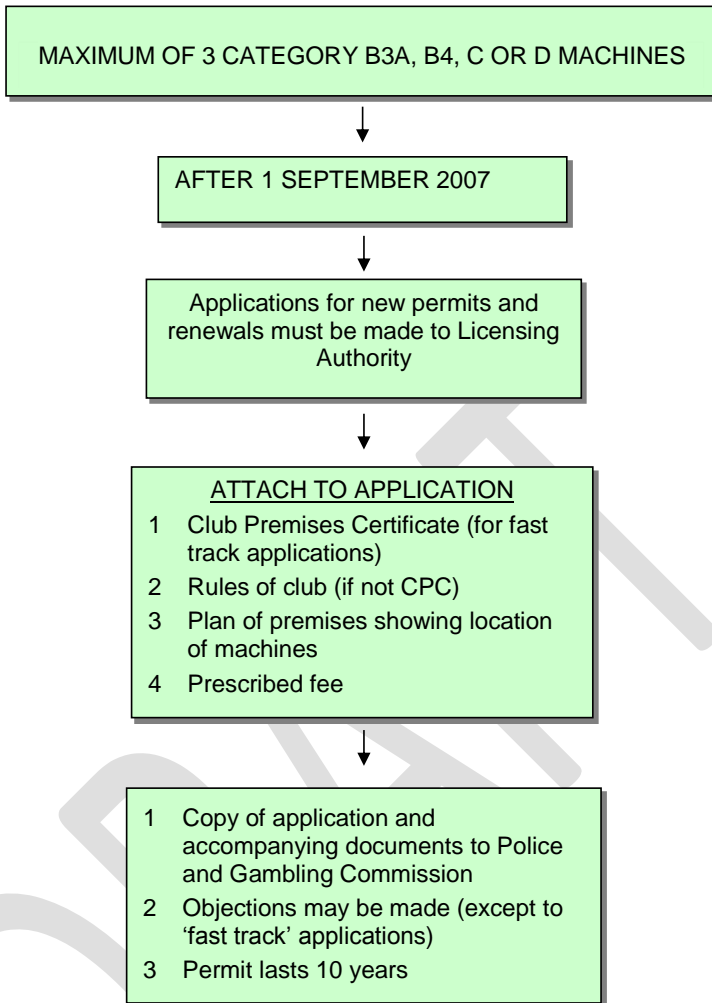 MAXIMUM OF 3 CATEGORY B3A, B4, C OR D MACHINES
AFTER 1 SEPTEMBER 2007
Applications for new permits and
renewals must be made to Licensing
Authority
ATTACH TO APPLICATION
1 Club Premises Certificate (for fast
track applications)
2 Rules of club (if not CPC)
3 Plan of premises showing location
of machines
4 Prescribed fee
1 Copy of application and
accompanying documents to Police
and Gambling Commission
2 Objections may be made (except to
‘fast track’ applications)
3 Permit lasts 10 years
DRAFT